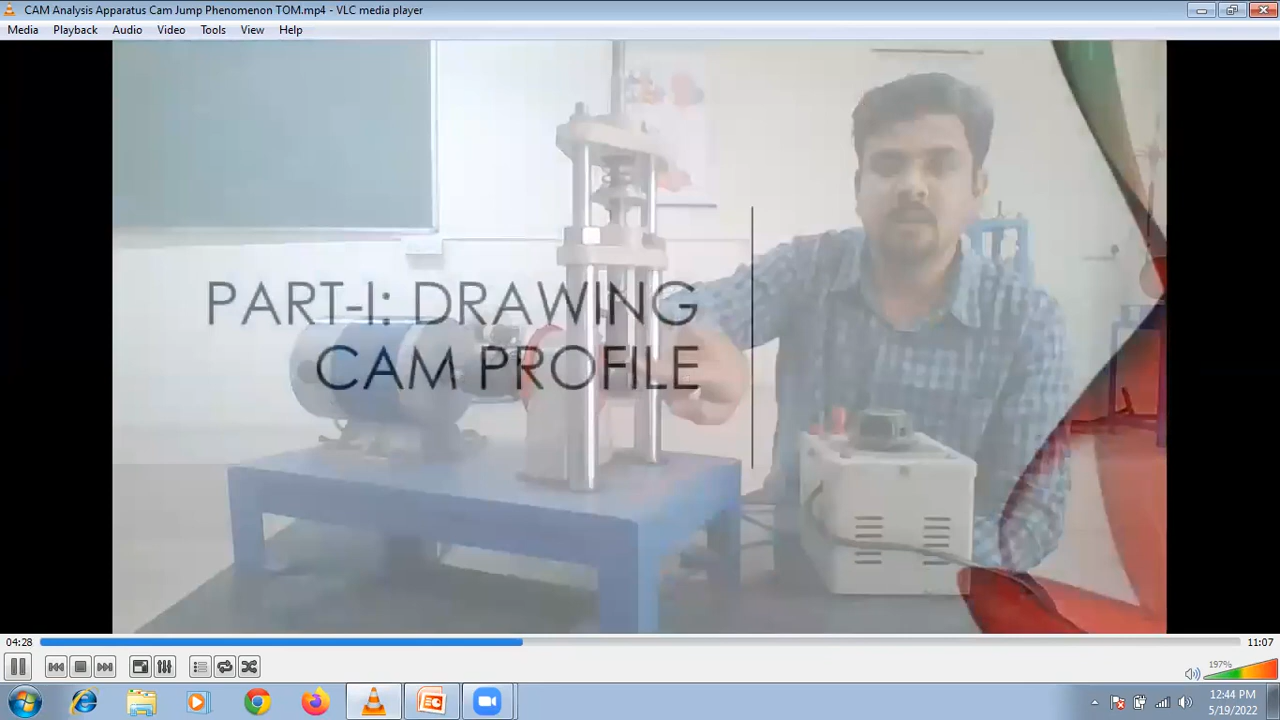 CAM Analysis Apparatus Cam Jump Phenomenon TOM.mp4 - VLC media player
Media Playback Audio Video Tools View Help
PART-I: DRAWING
CAM PROFILE
04:28
11:07
197%
12:44 PM
5/19/2022